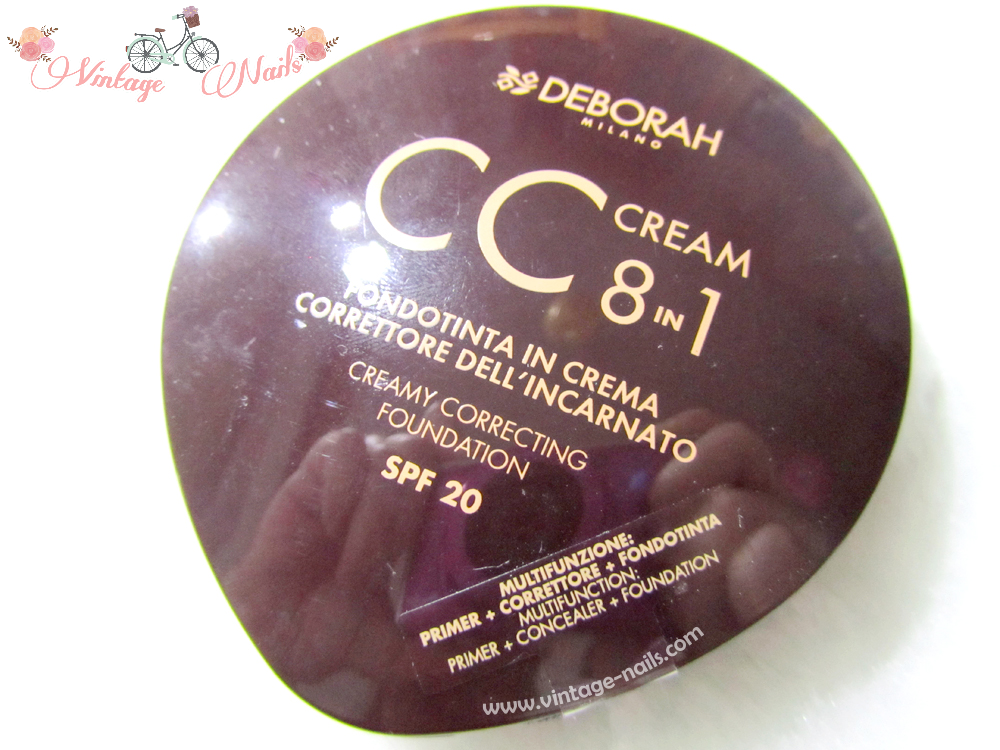 Vintage Nails
DEBORAH
MILANO
CC CREAM
8 IN 1
FONDOTINTA IN CREMA
CORRETTORE DELL'INCARNATO
CREAMY CORRECTING
FOUNDATION
SPF 20
MULTIFUNZIONE:
PRIMER + CORRETTORE + FONDOTINTA
MULTIFUNCTION:
PRIMER + CONCEALER + FOUNDATION
www.vintage-nails.com